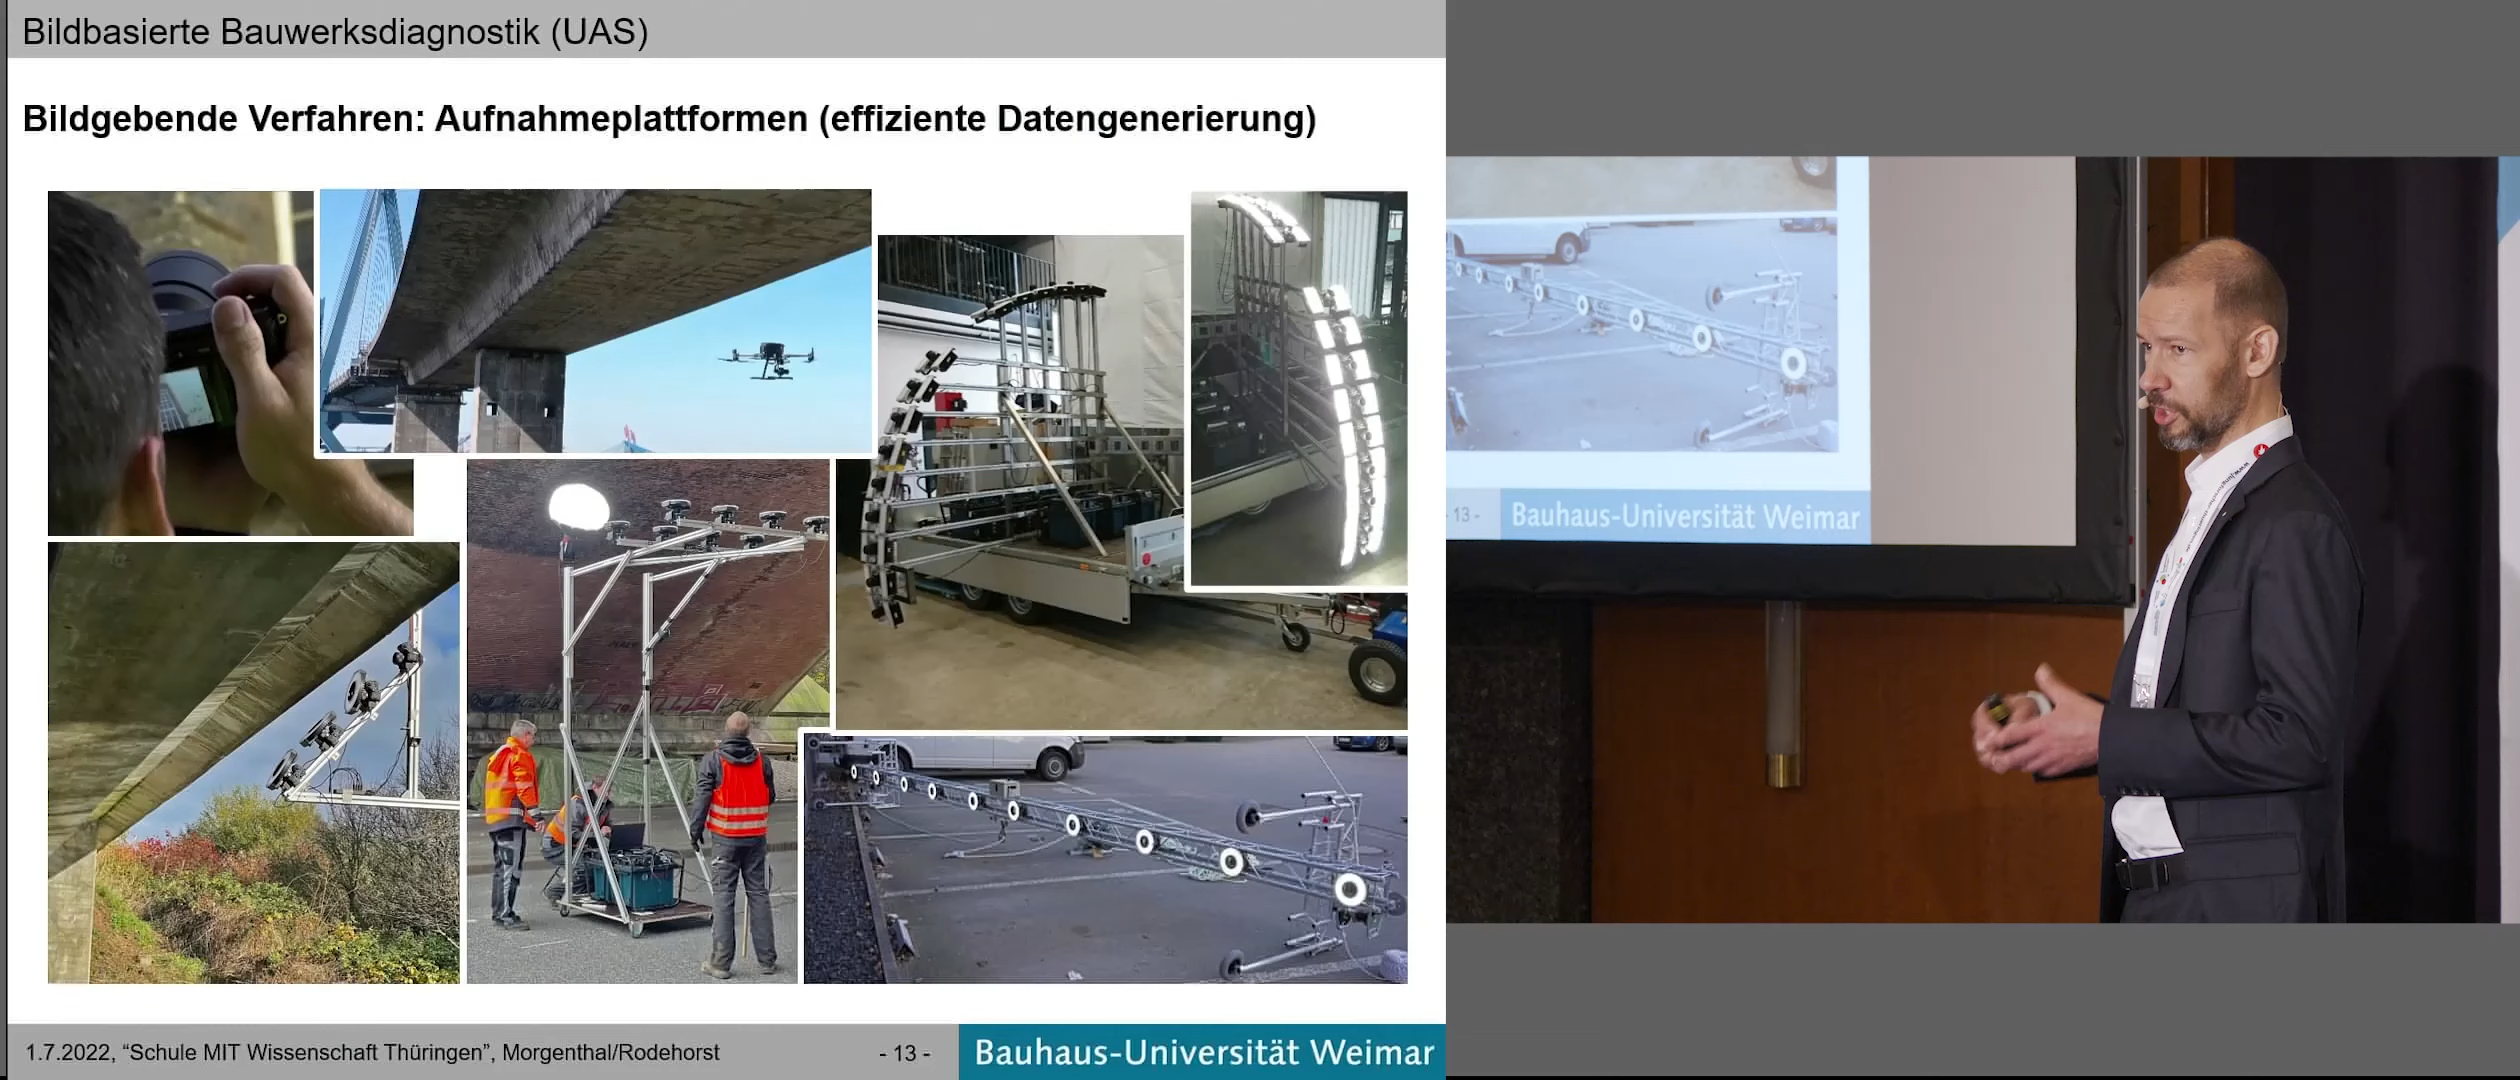 Bildbasierte Bauwerksdiagnostik (UAS)
Bildgebende Verfahren: Aufnahmeplattformen (effiziente Datengenerierung)
1.7.2022, “Schule MIT Wissenschaft Thüringen”, Morgenthal/Rodehorst
- 13 -
Bauhaus-Universität Weimar
- 13 -
Bauhaus-Universität Weimar